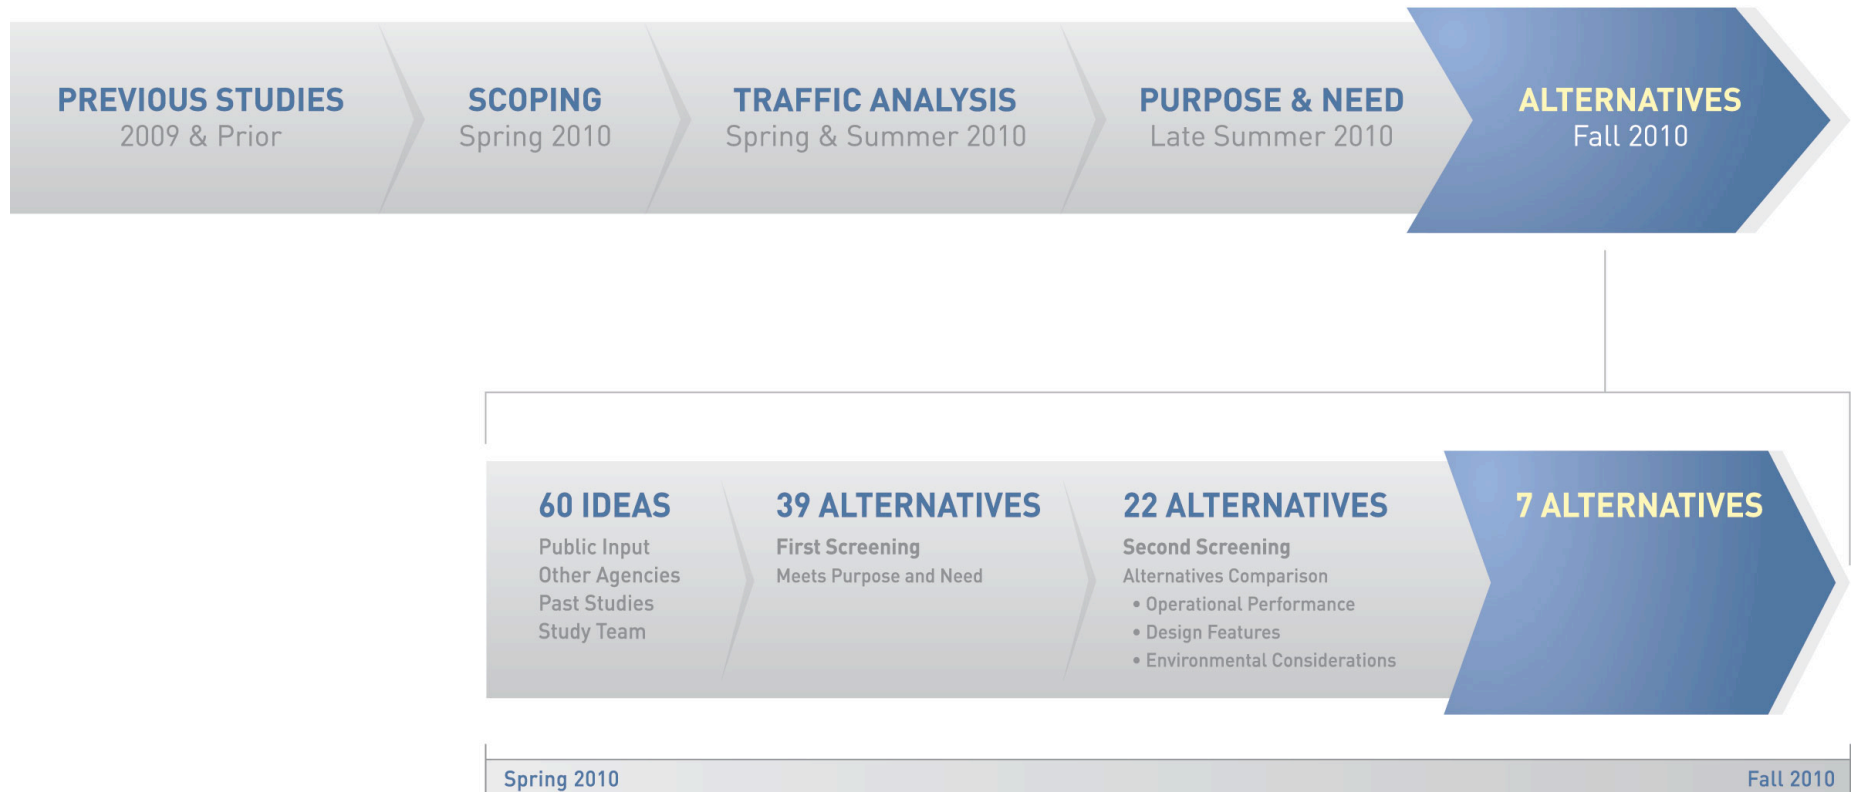 PREVIOUS STUDIES
2009 & Prior
SCOPING
Spring 2010
TRAFFIC ANALYSIS
Spring & Summer 2010
PURPOSE & NEED
Late Summer 2010
ALTERNATIVES
Fall 2010
60 IDEAS
Public Input
Other Agencies
Past Studies
Study Team
39 ALTERNATIVES
First Screening
Meets Purpose and Need
22 ALTERNATIVES
Second Screening
Alternatives Comparison
• Operational Performance
• Design Features
• Environmental Considerations
7 ALTERNATIVES
Spring 2010
Fall 2010